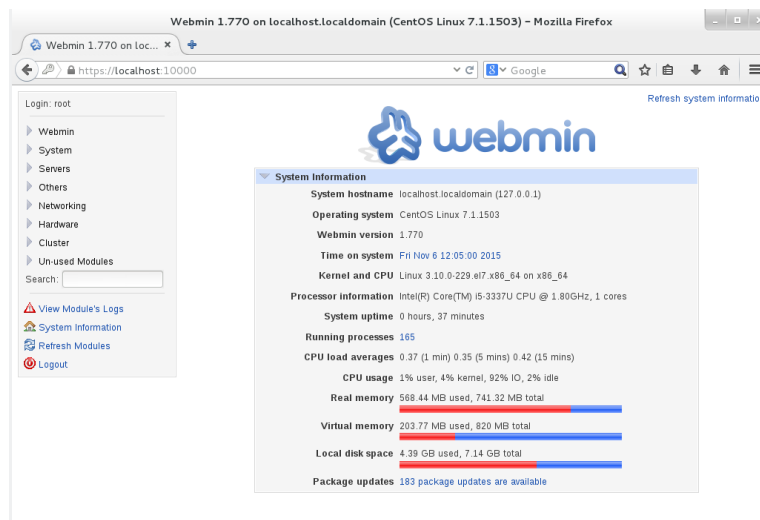 Webmin 1.770 on localhost.localdomain (CentOS Linux 7.1.1503) – Mozilla Firefox
Webmin 1.770 on loc...
https://localhost:10000
Google
Login: root
Webmin
System
Servers
Others
Networking
Hardware
Cluster
Un-used Modules
Search:
View Module's Logs
System Information
Refresh Modules
Logout
Refresh system informatio
webmin
System Information
System hostname localhost.localdomain (127.0.0.1)
Operating system CentOS Linux 7.1.1503
Webmin version 1.770
Time on system Fri Nov 6 12:05:00 2015
Kernel and CPU Linux 3.10.0-229.el7.x86_64 on x86_64
Processor information Intel(R) Core(TM) i5-3337U CPU @ 1.80GHz, 1 cores
System uptime 0 hours, 37 minutes
Running processes 165
CPU load averages 0.37 (1 min) 0.35 (5 mins) 0.42 (15 mins)
CPU usage 1% user, 4% kernel, 92% IO, 2% idle
Real memory 568.44 MB used, 741.32 MB total
Virtual memory 203.77 MB used, 820 MB total
Local disk space 4.39 GB used, 7.14 GB total
Package updates 183 package updates are available